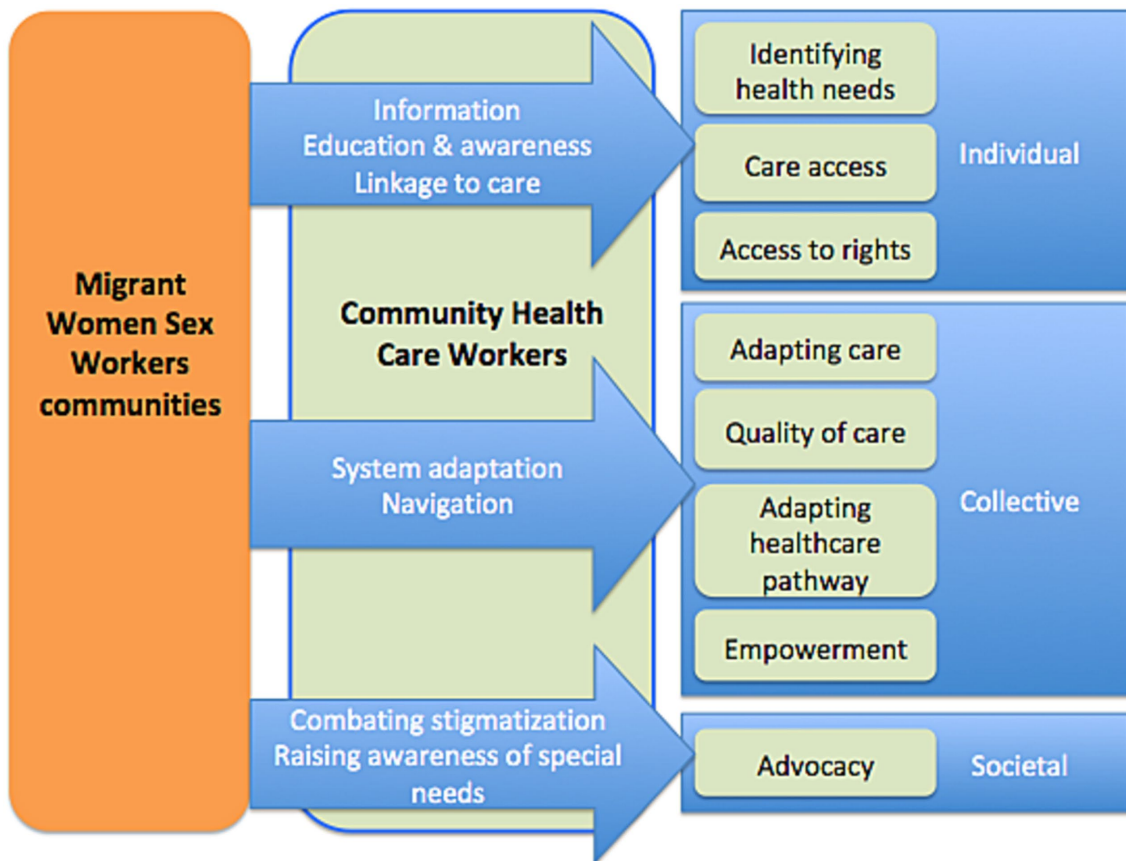 Migrant
Women Sex
Workers
communities
Information
Education & awareness
Linkage to care
Community Health
Care Workers
System adaptation
Navigation
Combating stigmatization
Raising awareness of special
needs
Identifying
health needs
Care access
Access to rights
Individual
Adapting care
Quality of care
Adapting
healthcare
pathway
Empowerment
Collective
Advocacy
Societal